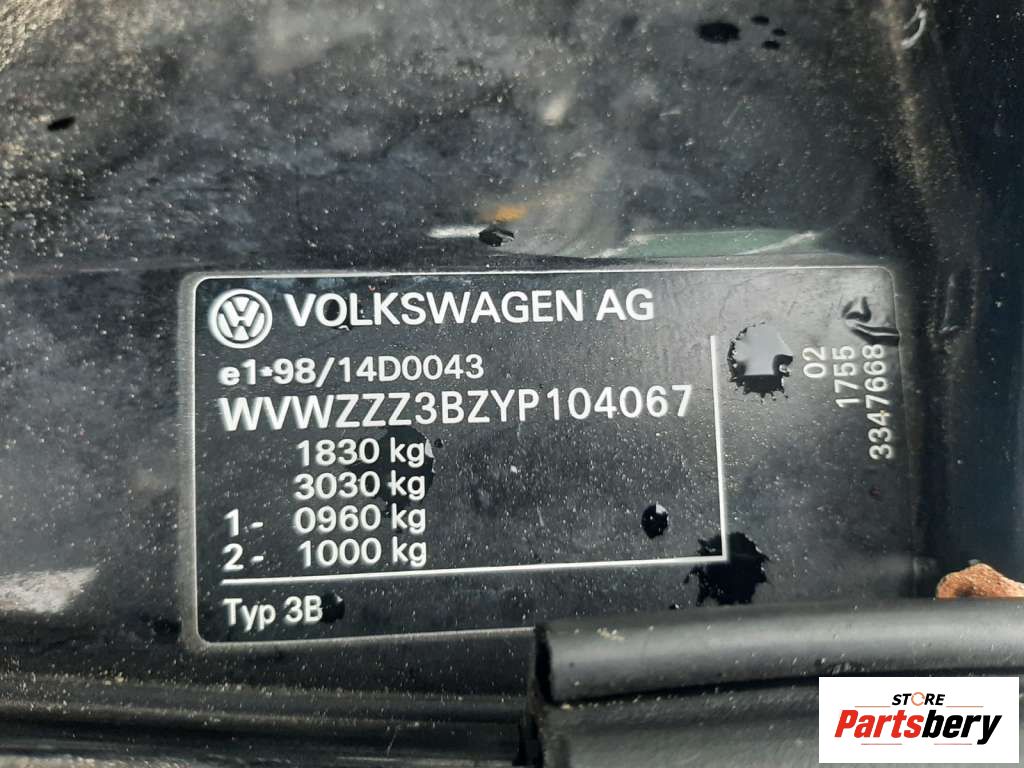 VOLKSWAGEN AG
e1*98/14D0043
WVWZZZ3BZYP104067
1830 kg
3030 kg
1- 0960 kg
2- 1000 kg
Typ 3B
02
1755
3347668
STORE
Partsbery